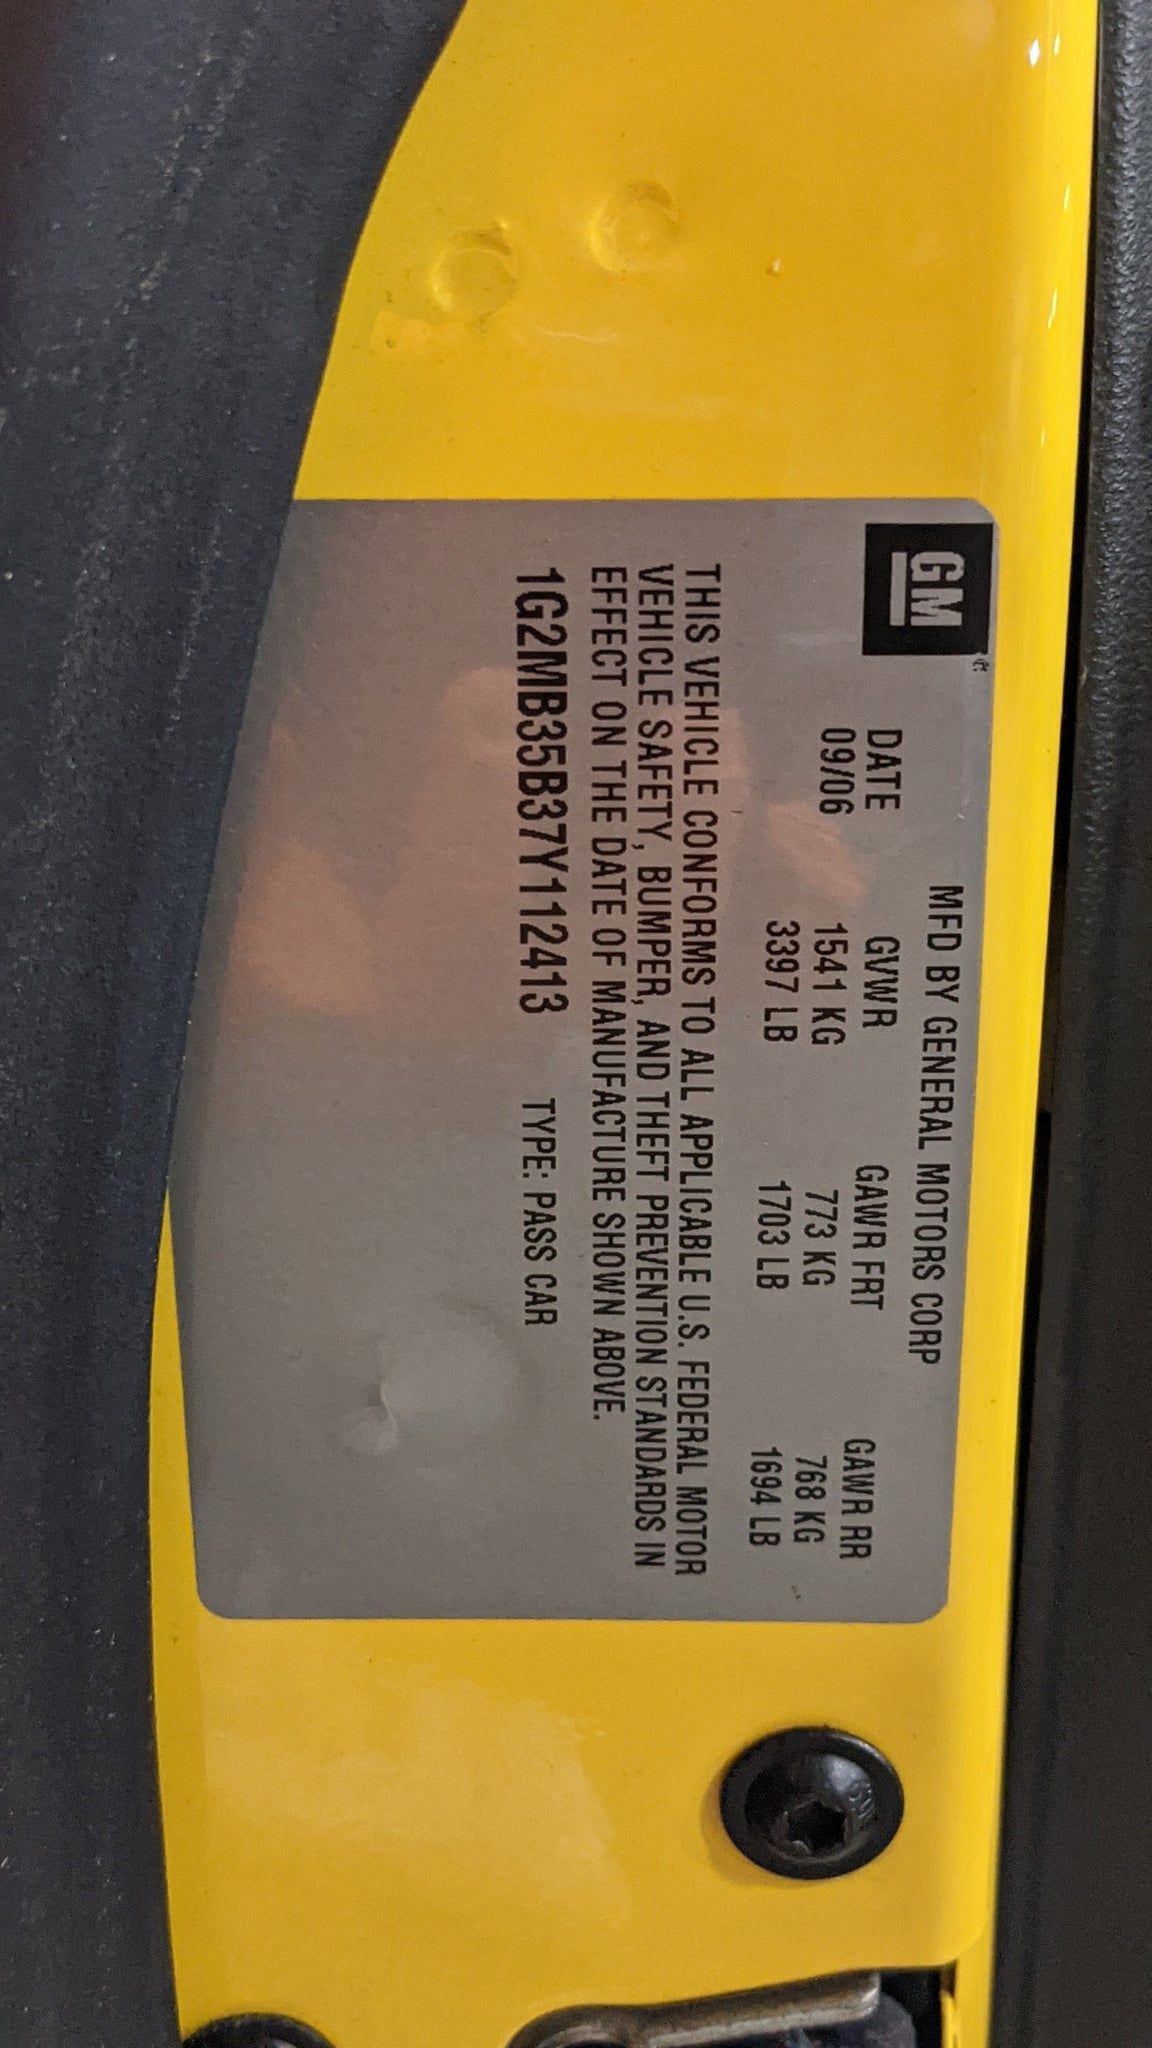 GM
MFD BY GENERAL MOTORS CORP
DATE GVWR GAWR FRT GAWR RR
09/06 1541 KG 773 KG 768 KG
3397 LB 1703 LB 1694 LB
THIS VEHICLE CONFORMS TO ALL APPLICABLE U.S. FEDERAL MOTOR
VEHICLE SAFETY, BUMPER, AND THEFT PREVENTION STANDARDS IN
EFFECT ON THE DATE OF MANUFACTURE SHOWN ABOVE.
1G2MB35B37Y112413 TYPE: PASS CAR